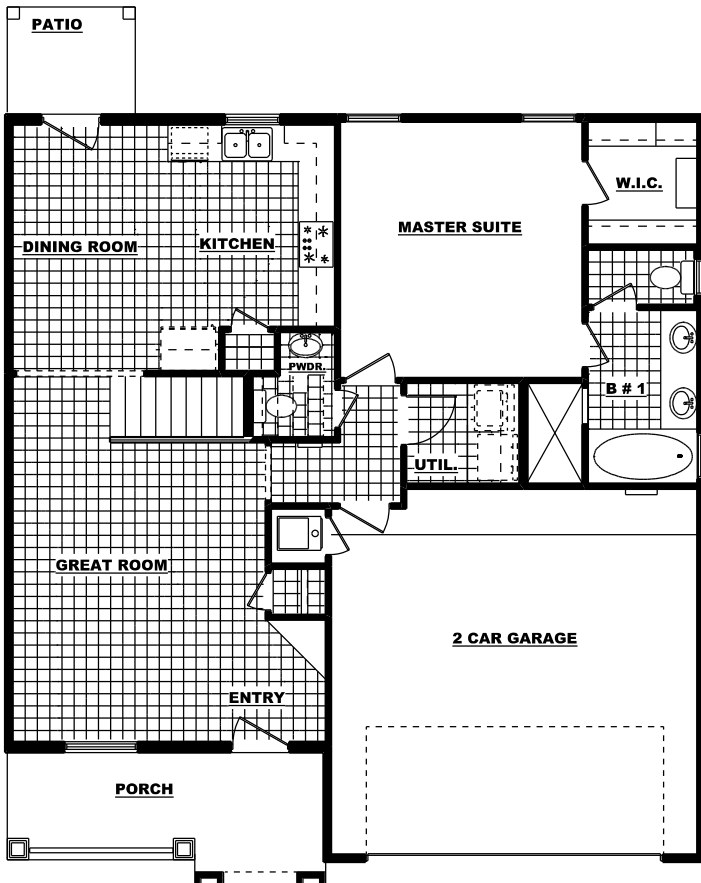 PATIO
W.I.C.
MASTER SUITE
DINING ROOM
KITCHEN
PWDR.
B # 1
UTIL.
GREAT ROOM
2 CAR GARAGE
ENTRY
PORCH